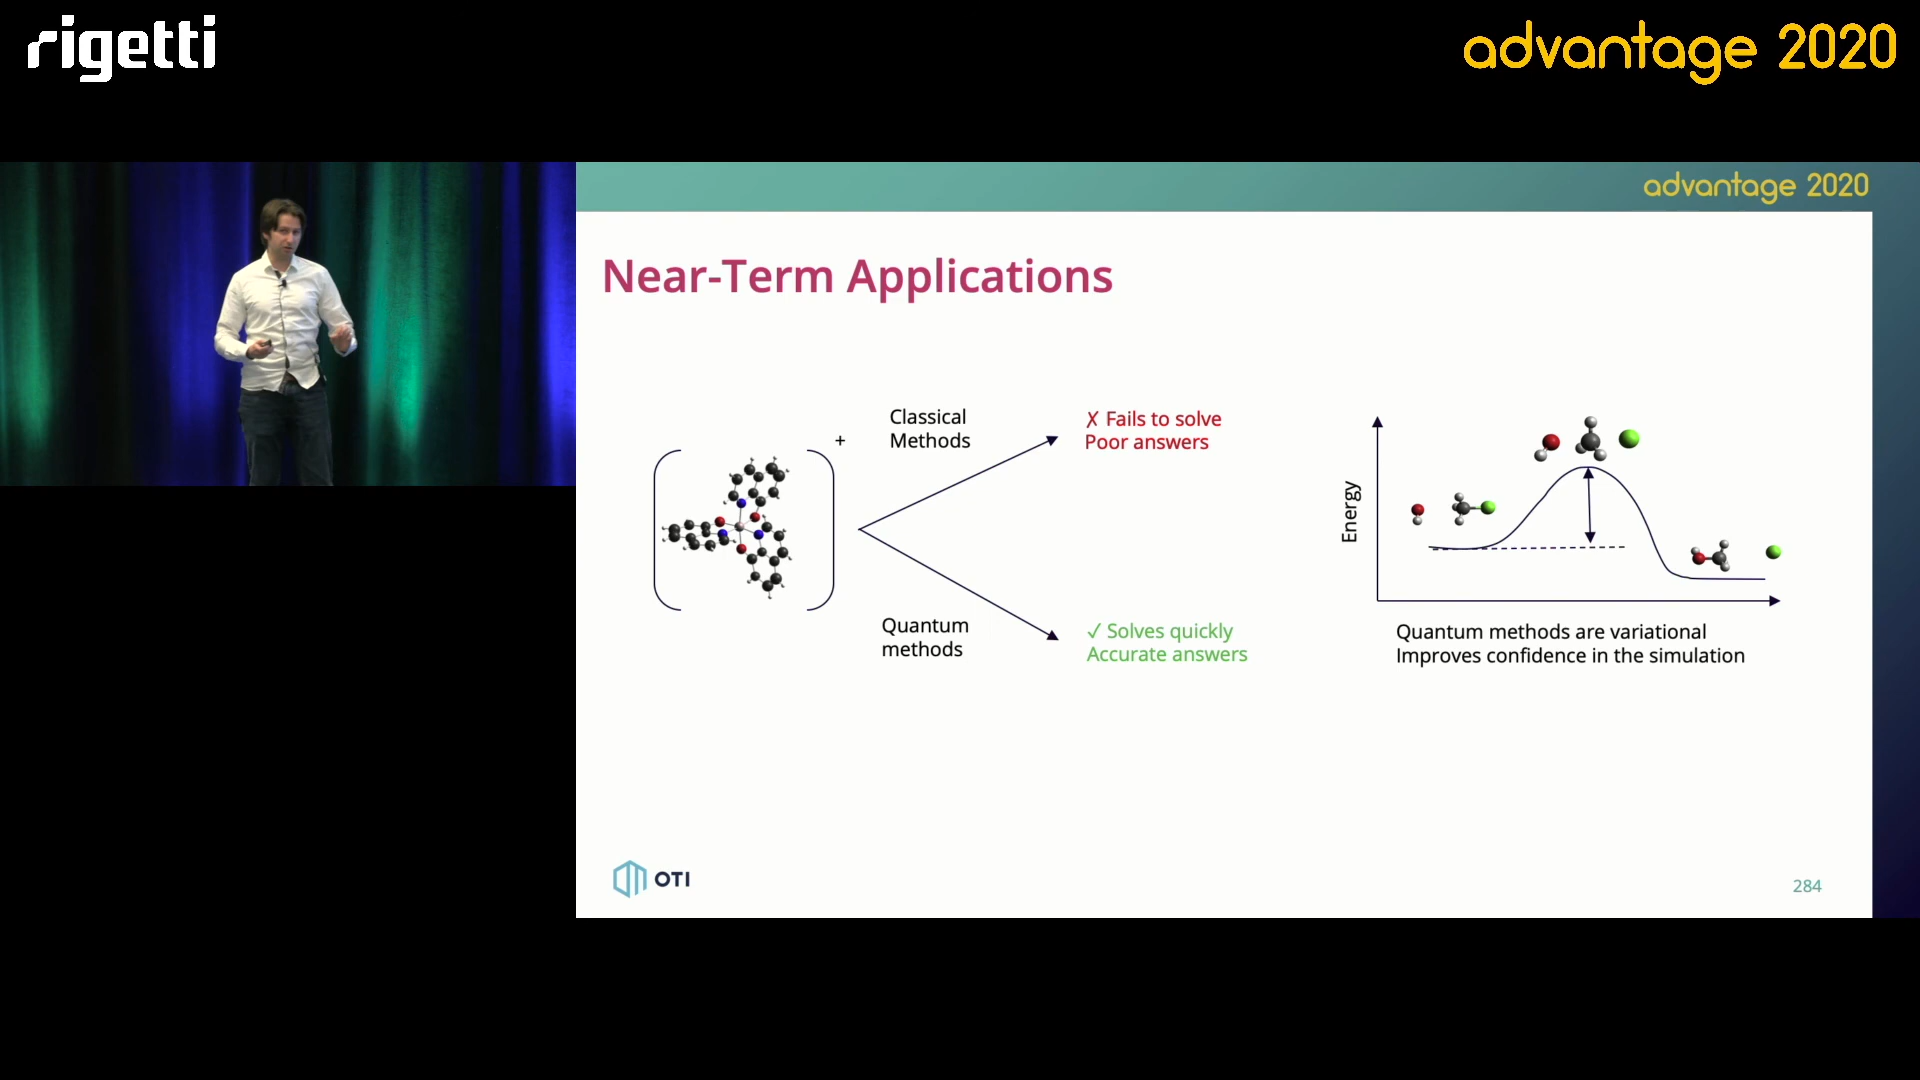 rigetti
advantage 2020
advantage 2020
Near-Term Applications
+
Classical
Methods
✗ Fails to solve
Poor answers
Quantum
methods
✓ Solves quickly
Accurate answers
Energy
Quantum methods are variational
Improves confidence in the simulation
OTI
284